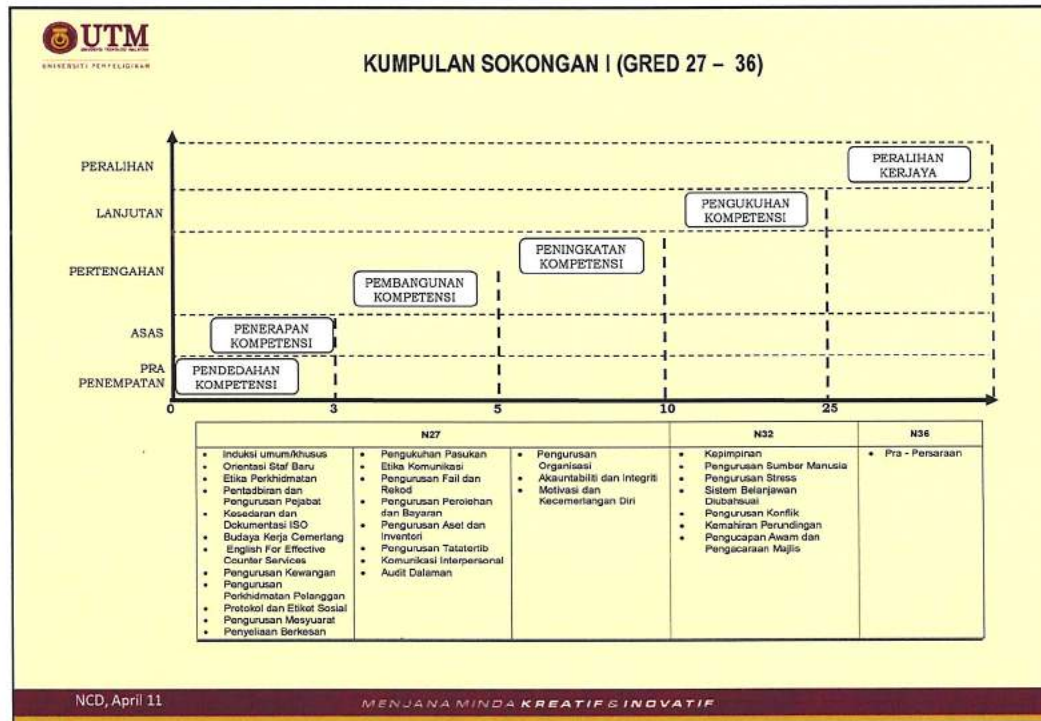 UTM
UNIVERSITI TEKNOLOGI MALAYSIA
UNIVERSITI PENYELIDIKAN
KUMPULAN SOKONGAN I (GRED 27 – 36)
PERALIHAN
PERALIHAN
KERJAYA
LANJUTAN
PENGUKUHAN
KOMPETENSI
PERTENGAHAN
PENINGKATAN
KOMPETENSI
PEMBANGUNAN
KOMPETENSI
ASAS
PENERAPAN
KOMPETENSI
PRA
PENEMPATAN
PENDEDAHAN
KOMPETENSI
0 3 5 10 25
N27 N32 N36
• Induksi umum/khusus
• Orientasi Staf Baru
• Etika Perkhidmatan
• Pentadbiran dan
Pengurusan Pejabat
• Kesedaran dan
Dokumentasi ISO
• Budaya Kerja Cemerlang
• English For Effective
Counter Services
• Pengurusan Kewangan
• Pengurusan
Perkhidmatan Pelanggan
• Protokol dan Etiket Sosial
• Pengurusan Mesyuarat
• Penyeliaan Berkesan
• Pengukuhan Pasukan
• Etika Komunikasi
• Pengurusan Fail dan
Rekod
• Pengurusan Perolehan
dan Bayaran
• Pengurusan Aset dan
Inventori
• Pengurusan Tatatertib
• Komunikasi Interpersonal
• Audit Dalaman
• Pengurusan
Organisasi
• Akauntabiliti dan Integriti
• Motivasi dan
Kecemerlangan Diri
• Kepimpinan
• Pengurusan Sumber Manusia
• Pengurusan Stress
• Sistem Belanjawan
Diubahsuai
• Pengurusan Konflik
• Kemahiran Perundingan
• Pengucapan Awam dan
Pengacaraan Majlis
• Pra - Persaraan
NCD, April 11
MENJANA MINDA KREATIF & INOVATIF